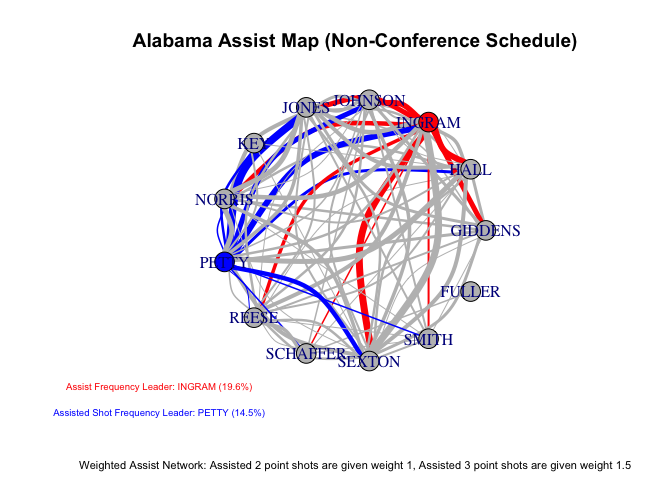 Alabama Assist Map (Non-Conference Schedule)
JOHNSON
JONES
INGRAM
KEY
HALL
NORRIS
GIDDENS
PETTY
FULLER
REESE
SMITH
SCHAFFER
SEXTON
Assist Frequency Leader: INGRAM (19.6%)
Assisted Shot Frequency Leader: PETTY (14.5%)
Weighted Assist Network: Assisted 2 point shots are given weight 1, Assisted 3 point shots are given weight 1.5